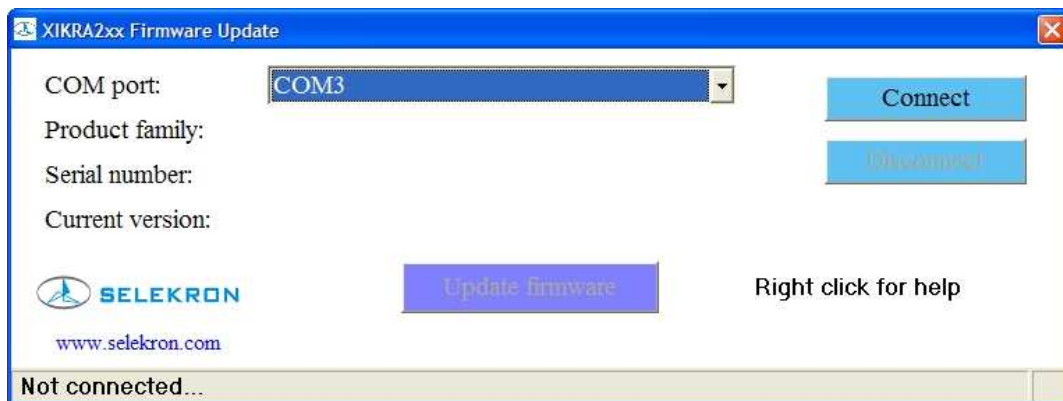 XIKRA2xx Firmware Update
COM port: COM3
Connect
Product family:
Disconnect
Serial number:
Current version:
SELEKRON
Update firmware
Right click for help
www.selekron.com
Not connected...